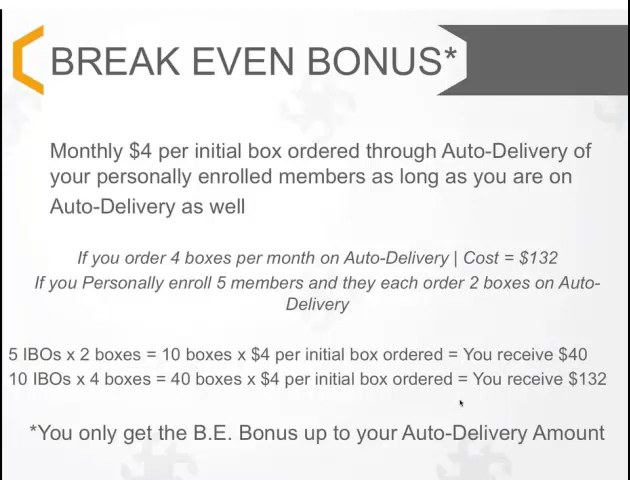 BREAK EVEN BONUS*
Monthly $4 per initial box ordered through Auto-Delivery of
your personally enrolled members as long as you are on
Auto-Delivery as well
If you order 4 boxes per month on Auto-Delivery | Cost = $132
If you Personally enroll 5 members and they each order 2 boxes on Auto-
Delivery
5 IBOs x 2 boxes = 10 boxes x $4 per initial box ordered = You receive $40
10 IBOs x 4 boxes = 40 boxes x $4 per initial box ordered = You receive $132
*You only get the B.E. Bonus up to your Auto-Delivery Amount